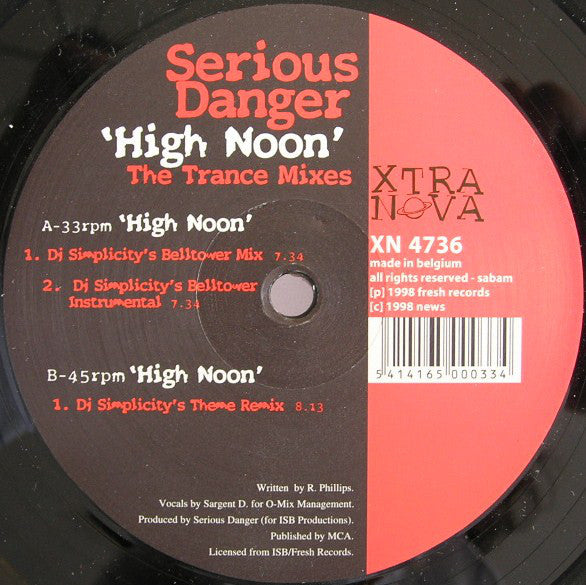 Serious
Danger
'High Noon'
The Trance Mixes
A-33rpm 'High Noon'
1. Dj Simplicity's Belltower Mix 7.34
2. Dj Simplicity's Belltower
Instrumental 7.34
B-45rpm 'High Noon'
1. Dj Simplicity's Theme Remix 8.13
XTRA
NOVA
XN 4736
made in belgium
all rights reserved - sabam
[p] 1998 fresh records
[c] 1998 news
5 414165 000334
Written by R. Phillips.
Vocals by Sargent D. for O-Mix Management.
Produced by Serious Danger (for ISB Productions).
Published by MCA.
Licensed from ISB/Fresh Records.